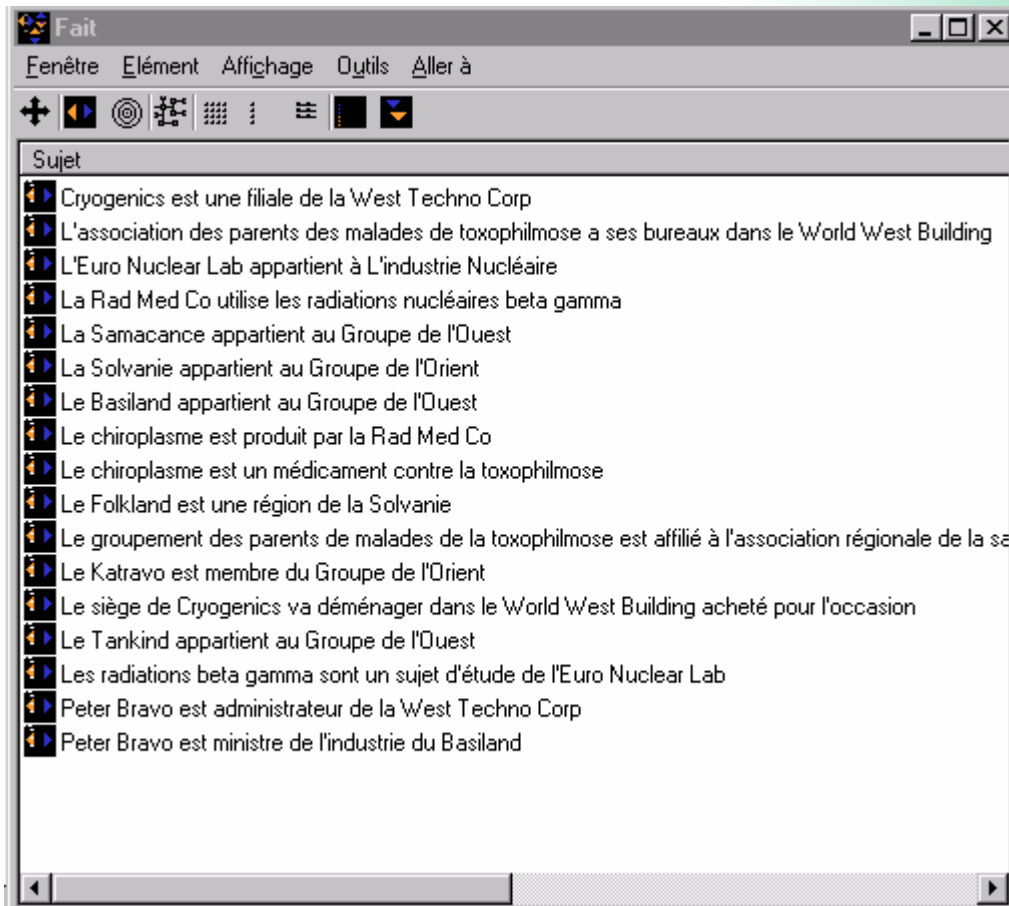 Fait
Fenêtre Elément Affichage Outils Aller à
Sujet
Cryogenics est une filiale de la West Techno Corp
L'association des parents des malades de toxophilmose a ses bureaux dans le World West Building
L'Euro Nuclear Lab appartient à L'industrie Nucléaire
La Rad Med Co utilise les radiations nucléaires beta gamma
La Samacance appartient au Groupe de l'Ouest
La Solvanie appartient au Groupe de l'Orient
Le Basiland appartient au Groupe de l'Ouest
Le chiroplasme est produit par la Rad Med Co
Le chiroplasme est un médicament contre la toxophilmose
Le Folkland est une région de la Solvanie
Le groupement des parents de malades de la toxophilmose est affilié à l'association régionale de la
Le Katravo est membre du Groupe de l'Orient
Le siège de Cryogenics va déménager dans le World West Building acheté pour l'occasion
Le Tankind appartient au Groupe de l'Ouest
Les radiations beta gamma sont un sujet d'étude de l'Euro Nuclear Lab
Peter Bravo est administrateur de la West Techno Corp
Peter Bravo est ministre de l'industrie du Basiland